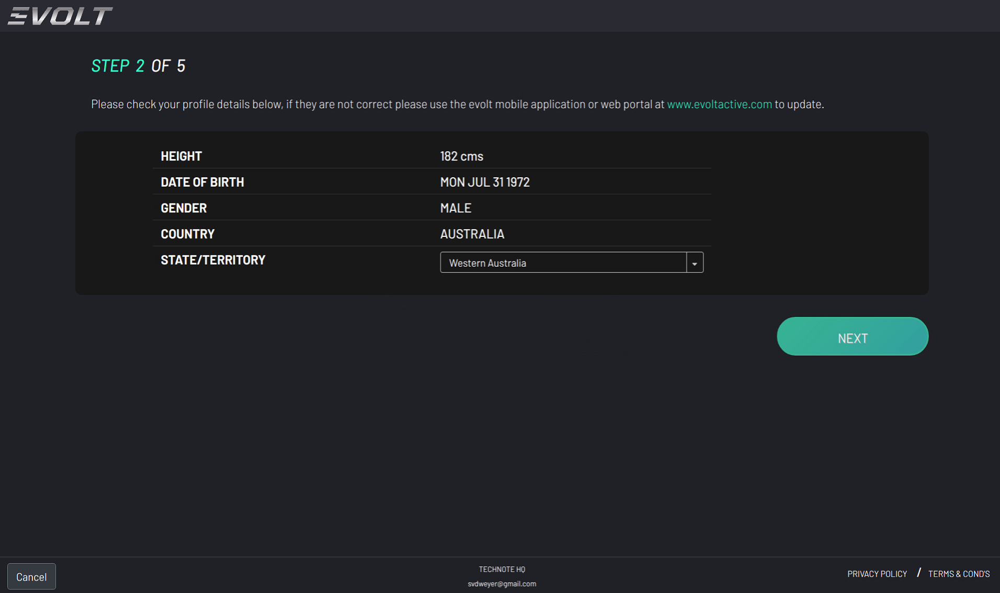 EVOLT
STEP 2 OF 5
Please check your profile details below, if they are not correct please use the evolt mobile application or web portal at www.evoltactive.com to update.
HEIGHT 182 cms
DATE OF BIRTH MON JUL 31 1972
GENDER MALE
COUNTRY AUSTRALIA
STATE/TERRITORY Western Australia
NEXT
Cancel
TECHNOTE HQ
svdweyer@gmail.com
PRIVACY POLICY / TERMS & COND'S